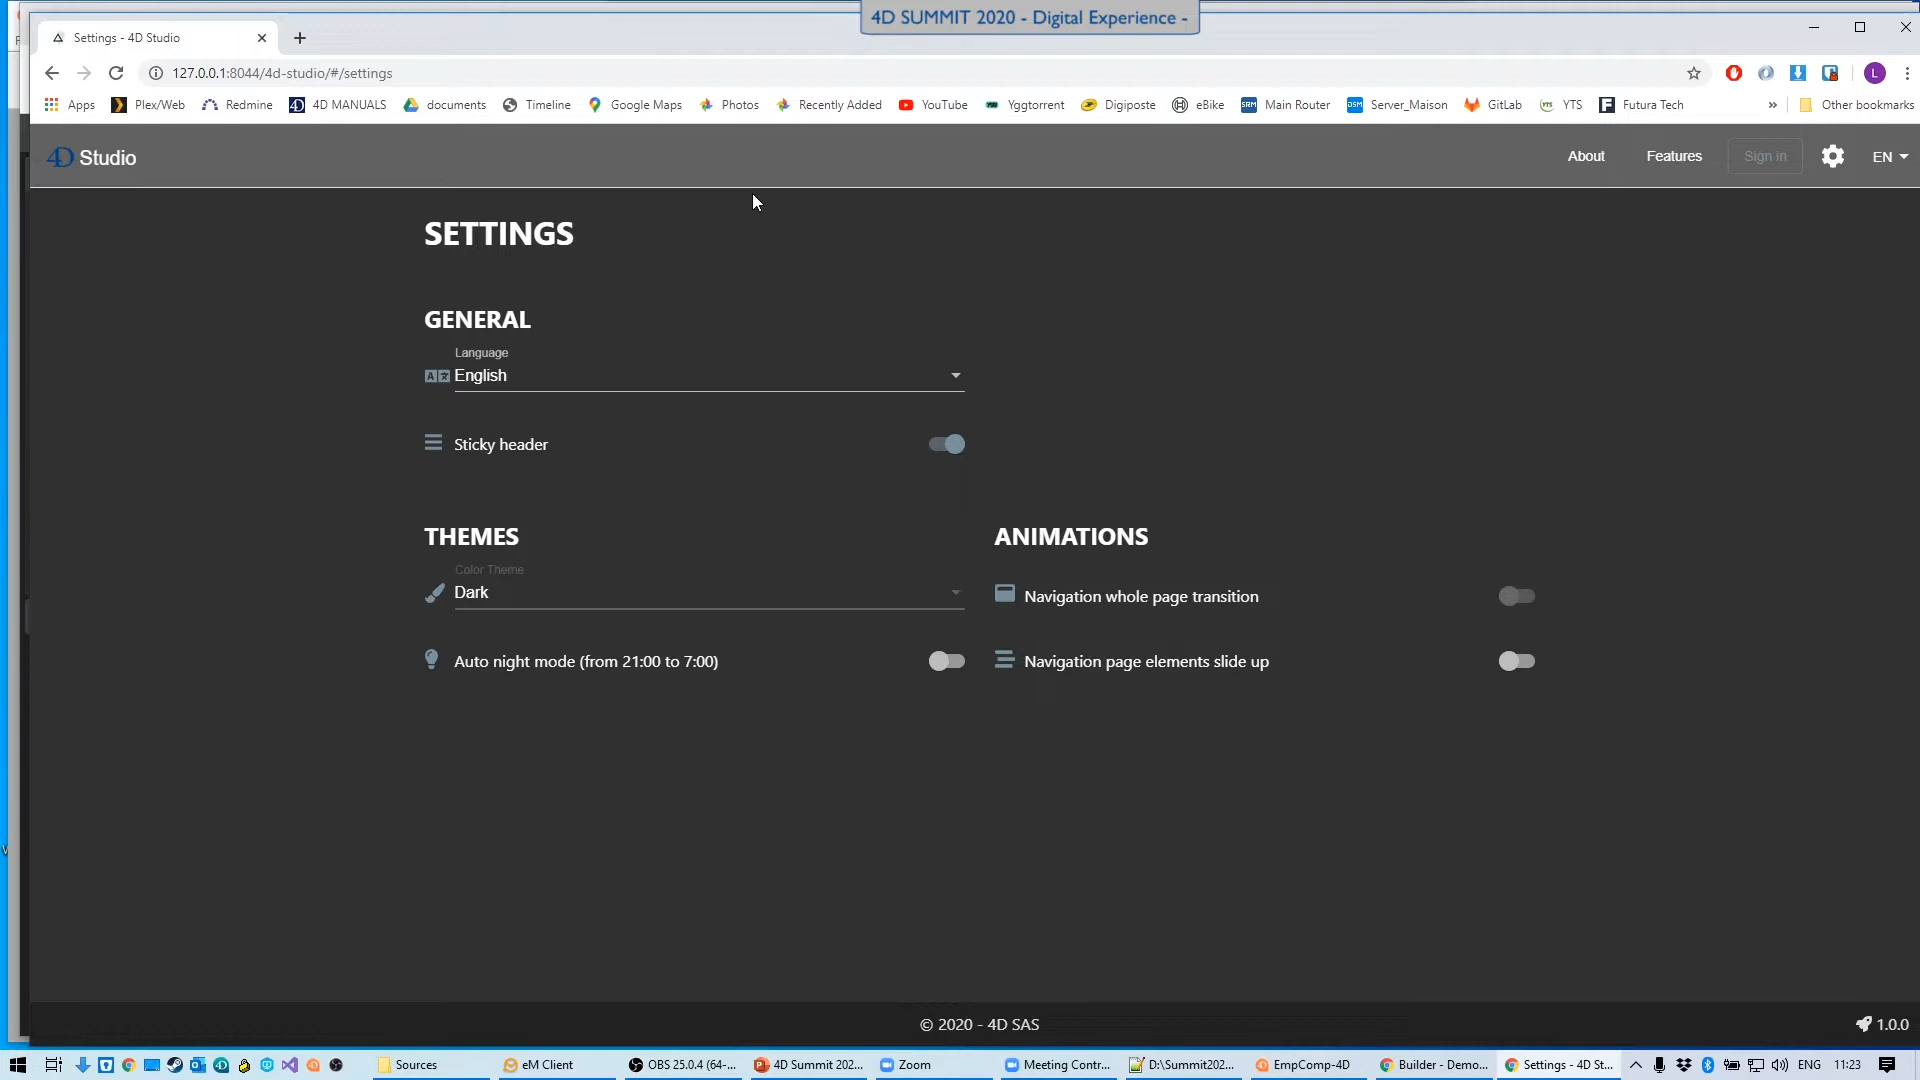 4D SUMMIT 2020 - Digital Experience -
Settings - 4D Studio
127.0.0.1:8044/4d-studio/#/settings
L
Apps Plex/Web Redmine 4D MANUALS documents Timeline Google Maps Photos Recently Added YouTube Yggtorrent Digiposte eBike Main Router Server_Maison GitLab YTS Futura Tech » Other bookmarks
4D Studio
About Features Sign in EN
SETTINGS
GENERAL
Language
English
Sticky header
THEMES
Color Theme
Dark
Auto night mode (from 21:00 to 7:00)
ANIMATIONS
Navigation whole page transition
Navigation page elements slide up
© 2020 - 4D SAS
1.0.0
Sources eM Client OBS 25.0.4 (64-... 4D Summit 202... Zoom Meeting Contr... D:\Summit202... EmpComp-4D Builder - Demo... Settings - 4D St... ENG 11:23